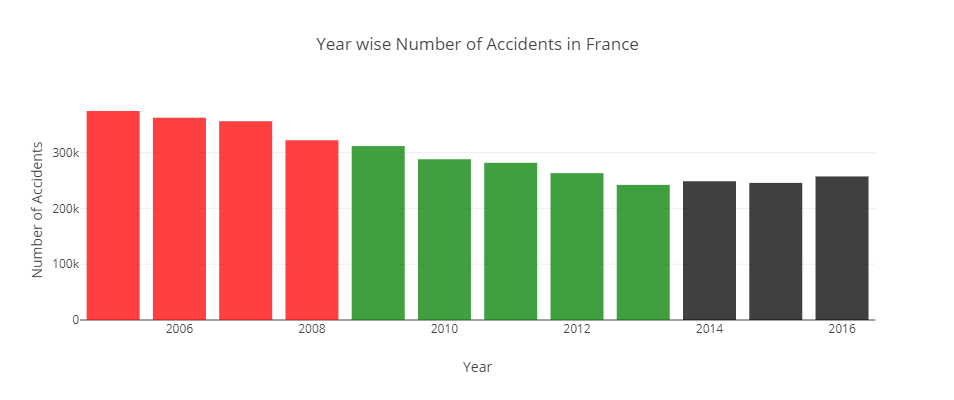 Year wise Number of Accidents in France
Number of Accidents
300k
200k
100k
0
2006
2008
2010
2012
2014
2016
Year